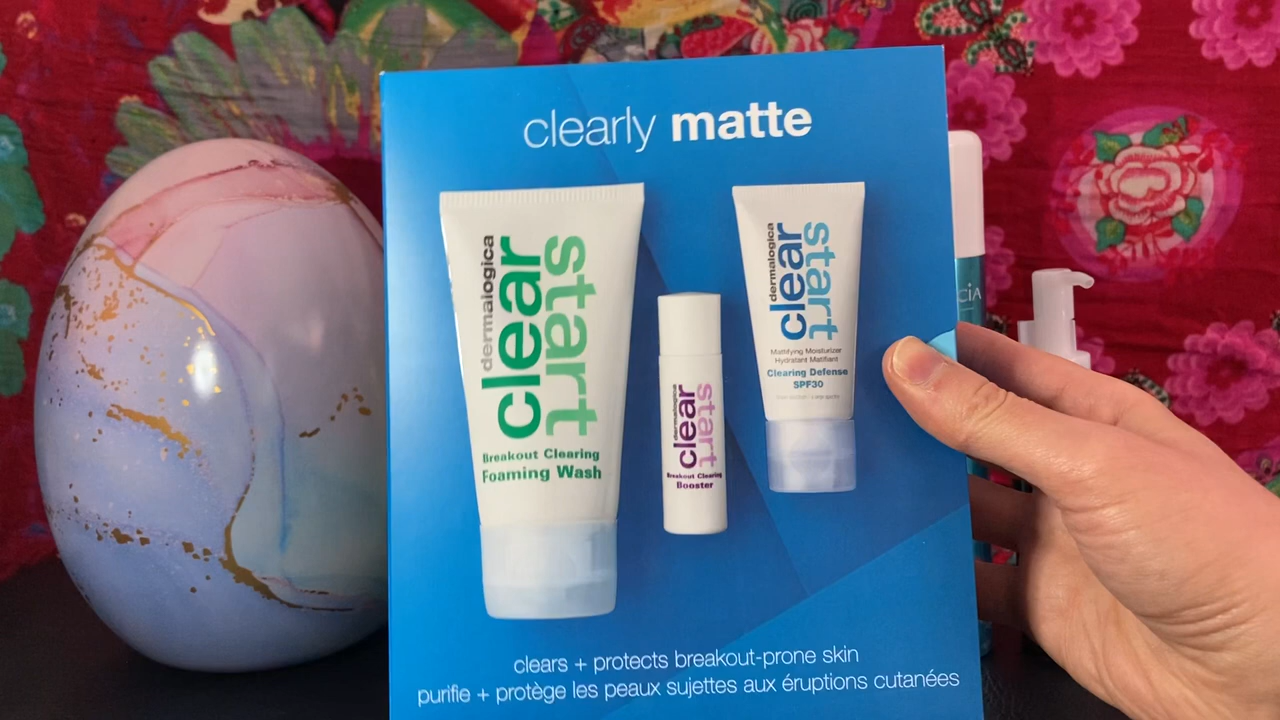 clearly matte
dermalogica
clear
start
Breakout Clearing
Foaming Wash
dermalogica
clear
start
Breakout Clearing
Booster
dermalogica
clear
start
Mattifying Moisturizer
Hydratant Matifiant
Clearing Defense
SPF30
clears + protects breakout-prone skin
purifie + protège les peaux sujettes aux éruptions cutanées
CIA